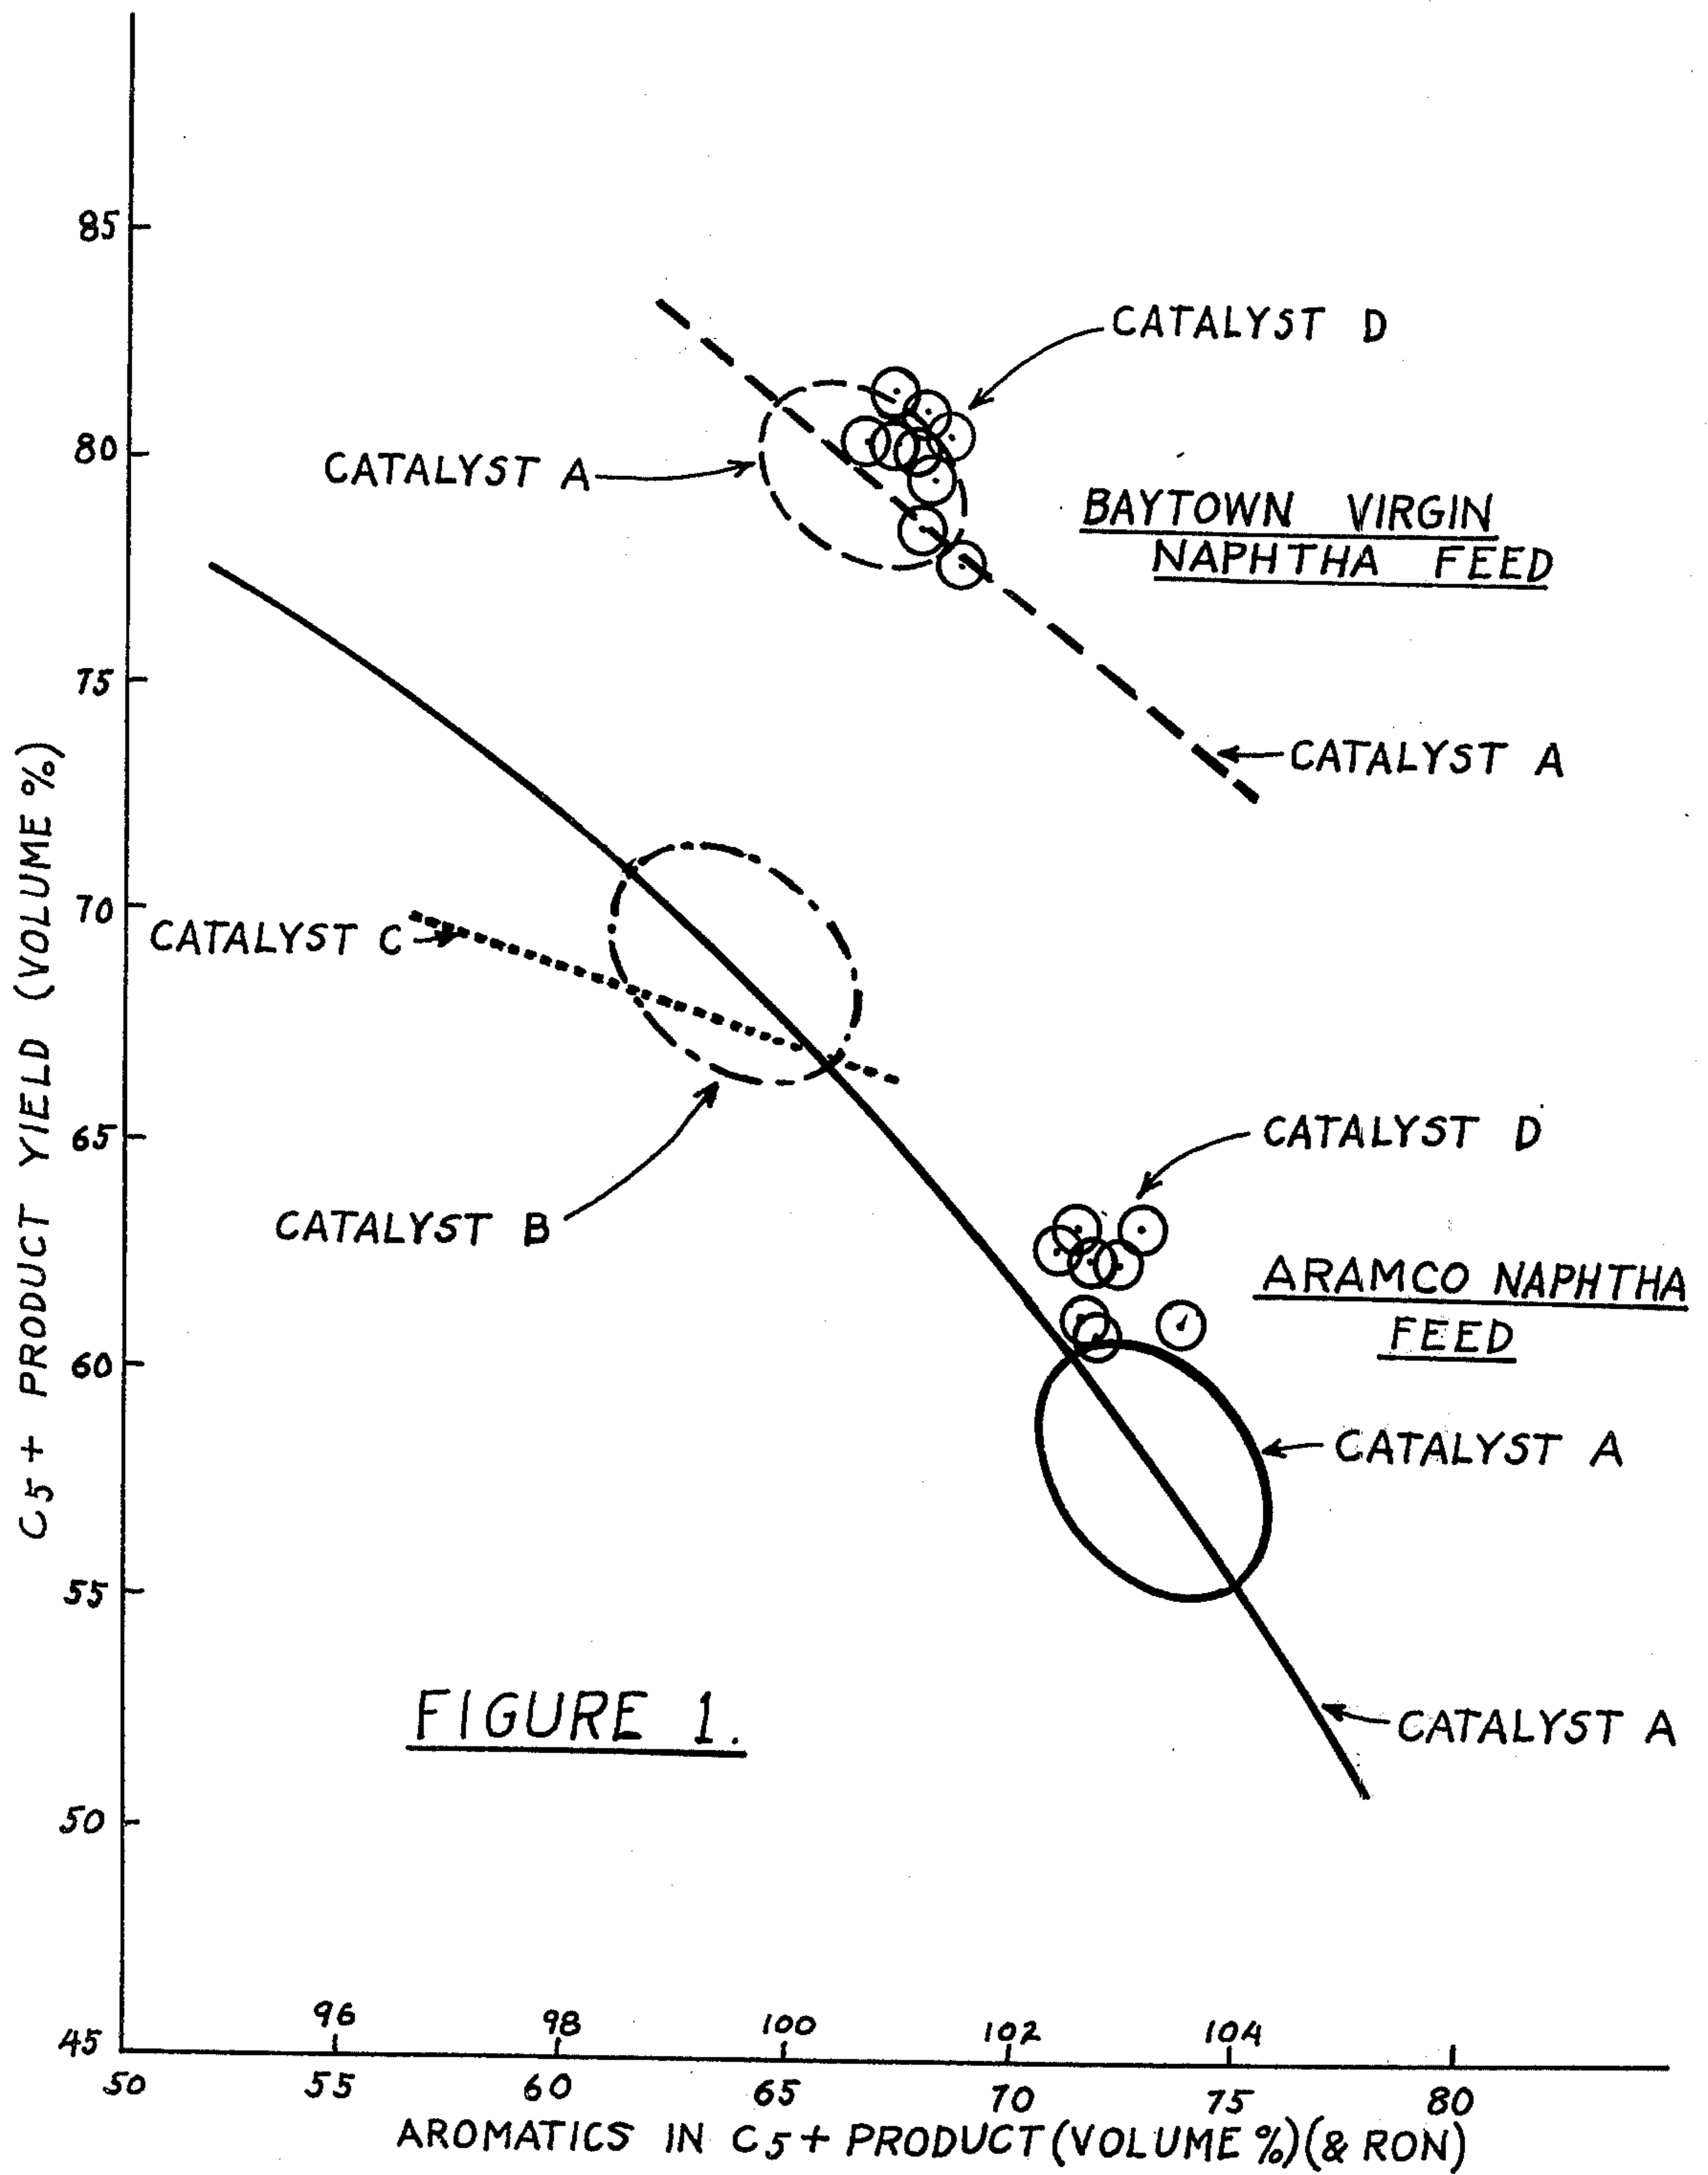 85
CATALYST D
80
CATALYST A
BAYTOWN VIRGIN
NAPHTHA FEED
75
CATALYST A
70
CATALYST C
65
CATALYST D
CATALYST B
ARAMCO NAPHTHA
FEED
60
CATALYST A
55
FIGURE 1.
CATALYST A
50
C5+ PRODUCT YIELD (VOLUME %)
96 98 100 102 104
45
50 55 60 65 70 75 80
AROMATICS IN C5+ PRODUCT (VOLUME %) (& RON)